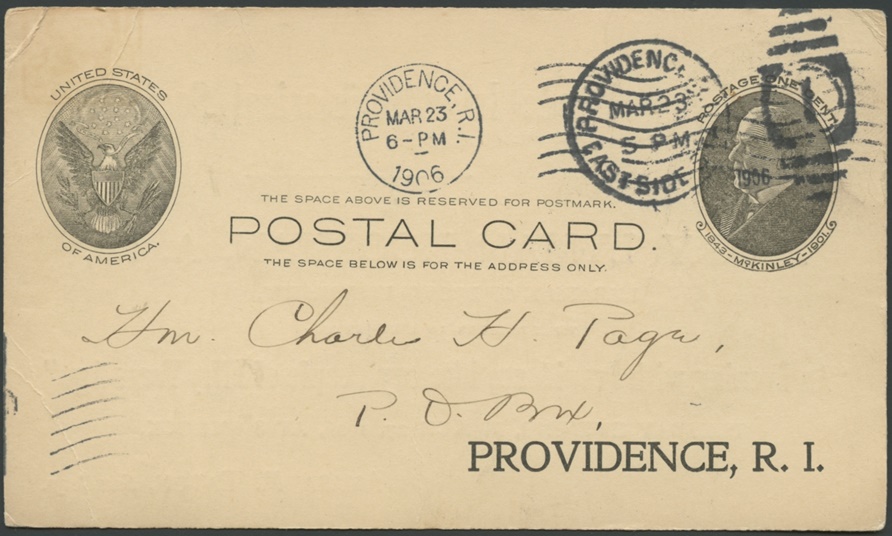 UNITED STATES
OF AMERICA.
PROVIDENCE, R.I.
MAR 23
6-PM
1906
PROVIDENCE
MAR 23
5 PM
1906
EAST SIDE
POSTAGE ONE CENT
1843-McKINLEY-1901.
THE SPACE ABOVE IS RESERVED FOR POSTMARK.
POSTAL CARD.
THE SPACE BELOW IS FOR THE ADDRESS ONLY.
Hm. Charles H. Page,
P. O. Box,
PROVIDENCE, R. I.